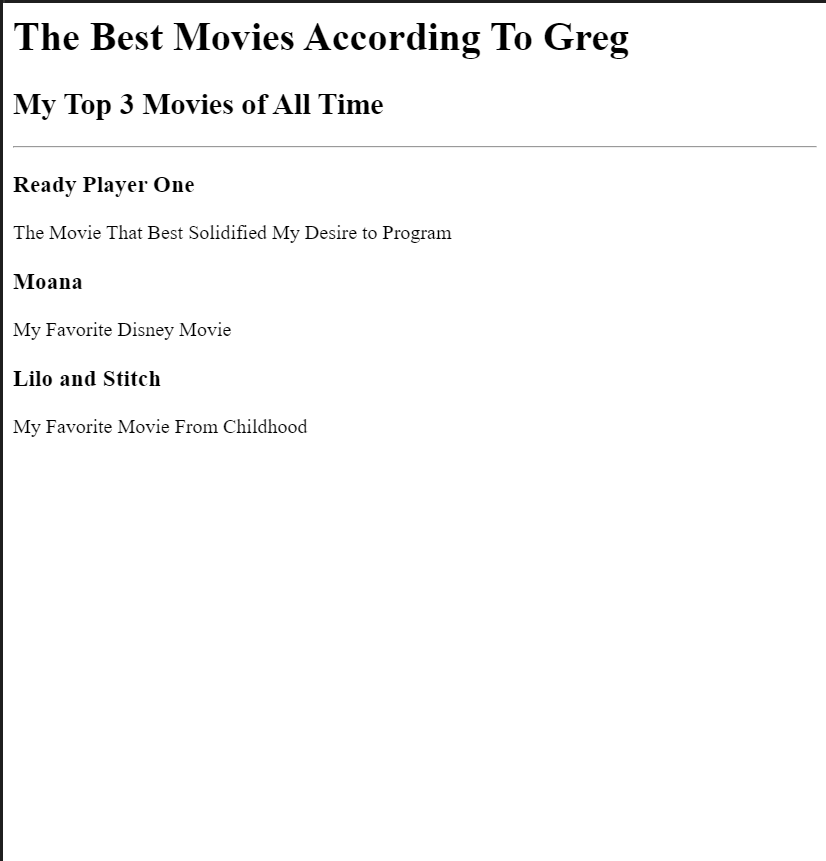 The Best Movies According To Greg
My Top 3 Movies of All Time
Ready Player One
The Movie That Best Solidified My Desire to Program
Moana
My Favorite Disney Movie
Lilo and Stitch
My Favorite Movie From Childhood